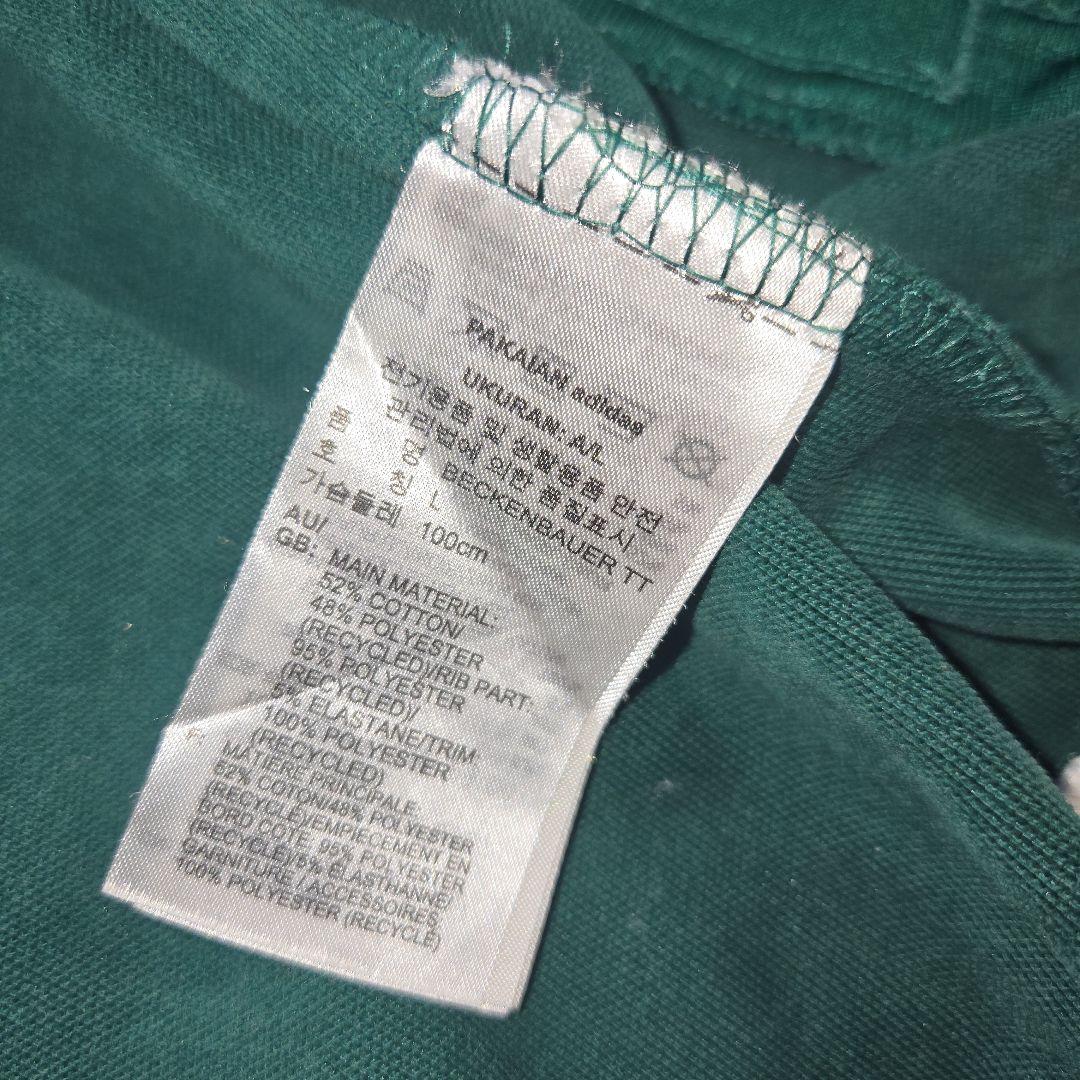 PAKAIAN adidas
UKURAN: A/L
전기용품 및 생활용품 안전
관리법에 의한 품질표시
품 명 BECKENBAUER TT
호 칭 L
가슴둘레 100cm
AU/
GB: MAIN MATERIAL:
52% COTTON/
48% POLYESTER
(RECYCLED)/RIB PART:
95% POLYESTER
(RECYCLED)/
5% ELASTANE/TRIM
100% POLYESTER
(RECYCLED)
MATIERE PRINCIPALE
52% COTON/48% POLYESTER
(RECYCLE)/EMPIECEMENT EN
BORD COTE: 95% POLYESTER
(RECYCLE)/5% ELASTHANNE/
GARNITURE / ACCESSOIRES
100% POLYESTER (RECYCLE)